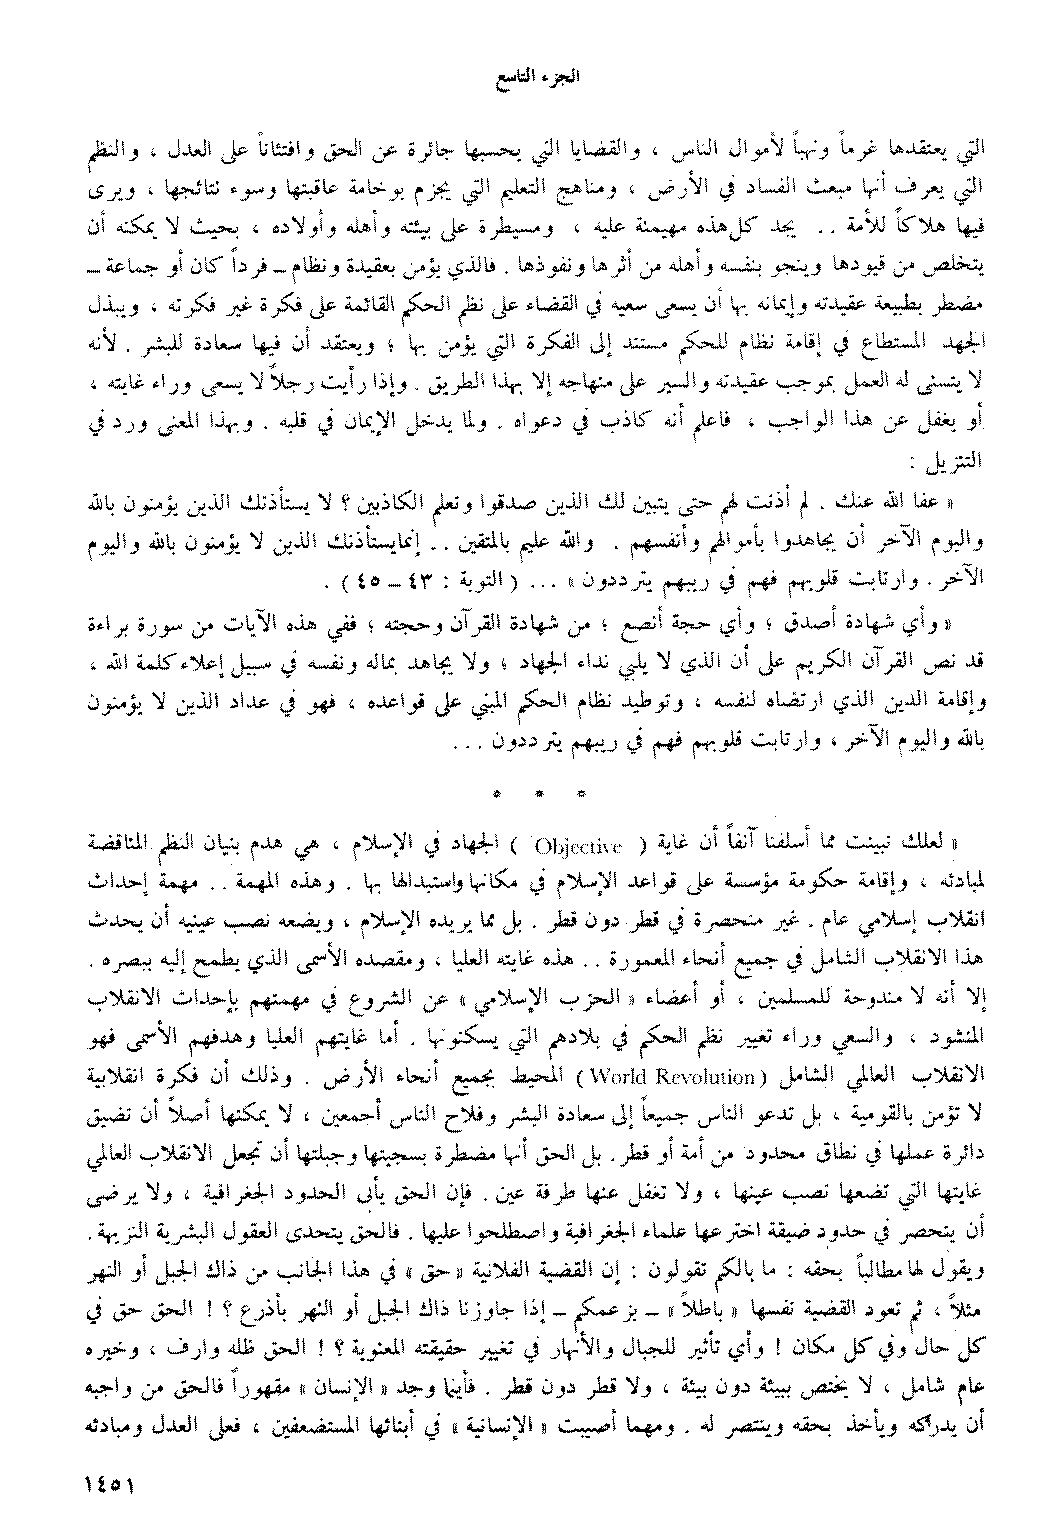 الجزء التاسع
التي يعتقدها غرماً ونهباً لأموال الناس ، والقضايا التي يحسبها جائرة عن الحق وافتئاتاً على العدل ، والنظم
التي يعرف أنها مبعث الفساد في الأرض ، ومناهج التعليم التي يجزم بوخامة عاقبتها وسوء نتائجها ، ويرى
فيها هلاكاً للأمة .. يجد كل هذه مهيمنة عليه ، ومسيطرة على بيئته وأهله وأولاده ، بحيث لا يمكنه أن
يتخلص من قيودها وينجو بنفسه وأهله من أثرها ونفوذها . فالذي يؤمن بعقيدة ونظام – فرداً كان أو جماعة –
مضطر بطبيعة عقيدته وإيمانه بها أن يسعى سعيه في القضاء على نظم الحكم القائمة على فكرة غير فكرته ، ويبذل
الجهد المستطاع في إقامة نظام للحكم مستند إلى الفكرة التي يؤمن بها ؛ ويعتقد أن فيها سعادة للبشر . لأنه
لا يتسنى له العمل بموجب عقيدته والسير على منهاجه إلا بهذا الطريق . وإذا رأيت رجلاً لا يسعى وراء غايته ،
أو يغفل عن هذا الواجب ، فاعلم أنه كاذب في دعواه . ولما يدخل الإيمان في قلبه . وبهذا المعنى ورد في
التنزيل :
« عفا الله عنك . لم أذنت لهم حتى يتبين لك الذين صدقوا وتعلم الكاذبين ؟ لا يستأذنك الذين يؤمنون بالله
واليوم الآخر أن يجاهدوا بأموالهم وأنفسهم . والله عليم بالمتقين .. إنما يستأذنك الذين لا يؤمنون بالله واليوم
الآخر . وارتابت قلوبهم فهم في ريبهم يترددون » ... ( التوبة : ٤٣ – ٤٥ ) .
« وأي شهادة أصدق ؛ وأي حجة أنصع ؛ من شهادة القرآن وحجته ؛ ففي هذه الآيات من سورة براءة
قد نص القرآن الكريم على أن الذي لا يلبي نداء الجهاد ؛ ولا يجاهد بماله ونفسه في سبيل إعلاء كلمة الله ،
وإقامة الدين الذي ارتضاه لنفسه ، وتوطيد نظام الحكم المبني على قواعده ، فهو في عداد الذين لا يؤمنون
بالله واليوم الآخر ، وارتابت قلوبهم فهم في ريبهم يترددون ...
* * *
« لعلك تبينت مما أسلفنا آنفاً أن غاية ( Objective ) الجهاد في الإسلام ، هي هدم بنيان النظم المناقضة
لمبادئه ، وإقامة حكومة مؤسسة على قواعد الإسلام في مكانها واستبدالها بها . وهذه المهمة .. مهمة إحداث
انقلاب إسلامي عام . غير منحصرة في قطر دون قطر . بل مما يريده الإسلام ، ويضعه نصب عينيه أن يحدث
هذا الانقلاب الشامل في جميع أنحاء المعمورة .. هذه غايته العليا ، ومقصده الأسمى الذي يطمح إليه ببصره .
إلا أنه لا مندوحة للمسلمين ، أو أعضاء « الحزب الإسلامي » عن الشروع في مهمتهم بإحداث الانقلاب
المنشود ، والسعي وراء تغيير نظم الحكم في بلادهم التي يسكنونها . أما غايتهم العليا وهدفهم الأسمى فهو
الانقلاب العالمي الشامل (World Revolution) المحيط بجميع أنحاء الأرض . وذلك أن فكرة انقلابية
لا تؤمن بالقومية ، بل تدعو الناس جميعاً إلى سعادة البشر وفلاح الناس أجمعين ، لا يمكنها أصلاً أن تضيق
دائرة عملها في نطاق محدود من أمة أو قطر. بل الحق أنها مضطرة بسجيتها وجبلتها أن تجعل الانقلاب العالمي
غايتها التي تضعها نصب عينها ، ولا تغفل عنها طرفة عين . فإن الحق يأبى الحدود الجغرافية ، ولا يرضى
أن ينحصر في حدود ضيقة اخترعها علماء الجغرافية واصطلحوا عليها . فالحق يتحدى العقول البشرية النزيهة .
ويقول لها مطالباً بحقه : ما بالكم تقولون : إن القضية الفلانية « حق » في هذا الجانب من ذاك الجبل أو النهر
مثلاً ، ثم تعود القضية نفسها « باطلاً » – بزعمكم – إذا جاوزنا ذاك الجبل أو النهر بأذرع ؟ ! الحق حق في
كل حال وفي كل مكان ! وأي تأثير للجبال والأنهار في تغيير حقيقته المعنوية ؟ ! الحق ظله وارف ، وخيره
عام شامل ، لا يختص ببيئة دون بيئة ، ولا قطر دون قطر . فأينما وجد « الإنسان » مقهوراً فالحق من واجبه
أن يدركه ويأخذ بحقه وينتصر له . ومهما أصيبت « الإنسانية » في أبنائها المستضعفين ، فعلى العدل ومبادئه
١٤٥١